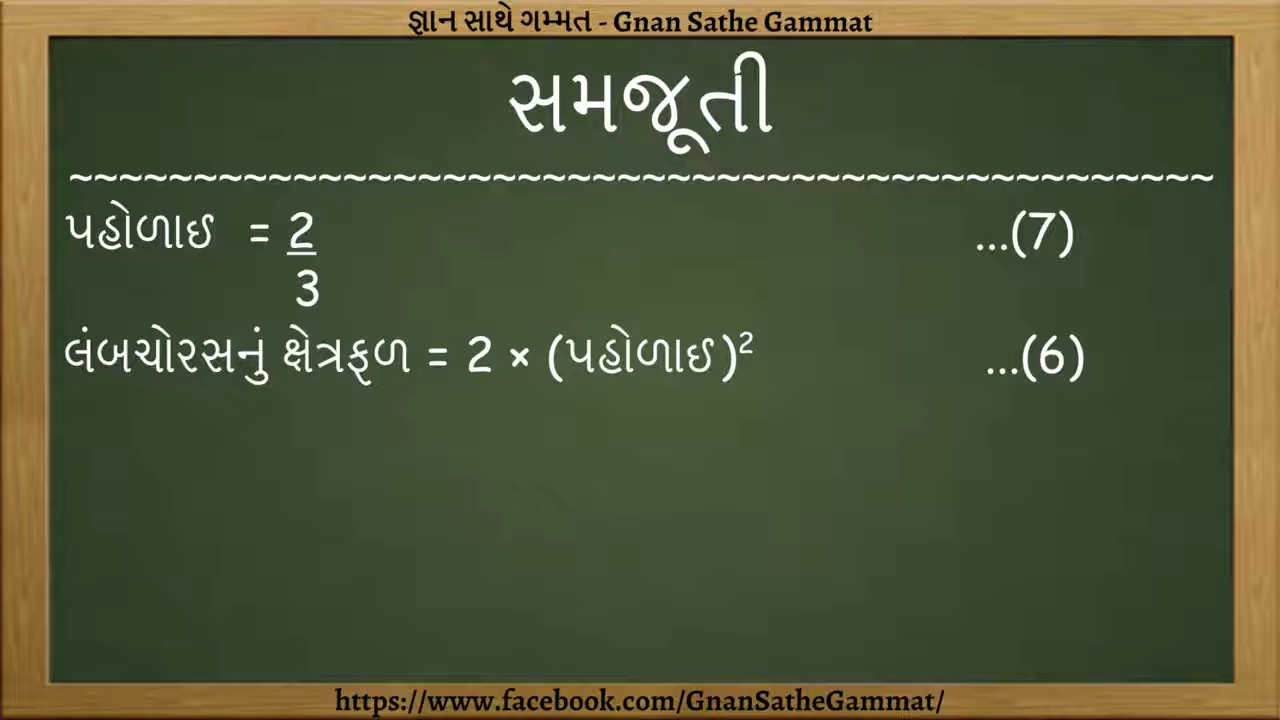 જ્ઞાન સાથે ગમ્મત - Gnan Sathe Gammat
સમજૂતી
~~~~~~~~~~~~~~~~~~~~~~~~~~~~~~~~~~~~~~~~~~~~~~
પહોળાઈ = 2 ...(7)
3
લંબચોરસનું ક્ષેત્રફળ = 2 × (પહોળાઈ)² ...(6)
https://www.facebook.com/GnanSatheGammat/